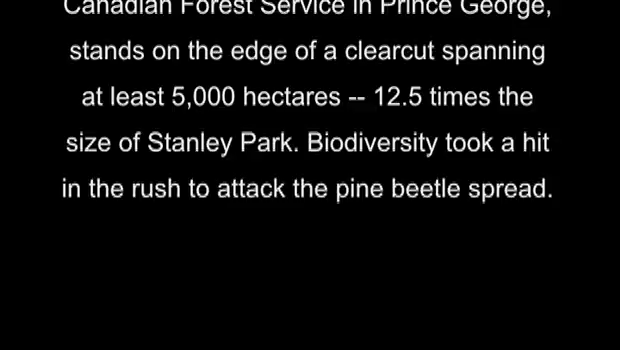 Canadian Forest Service in Prince George,
stands on the edge of a clearcut spanning
at least 5,000 hectares -- 12.5 times the
size of Stanley Park. Biodiversity took a hit
in the rush to attack the pine beetle spread.